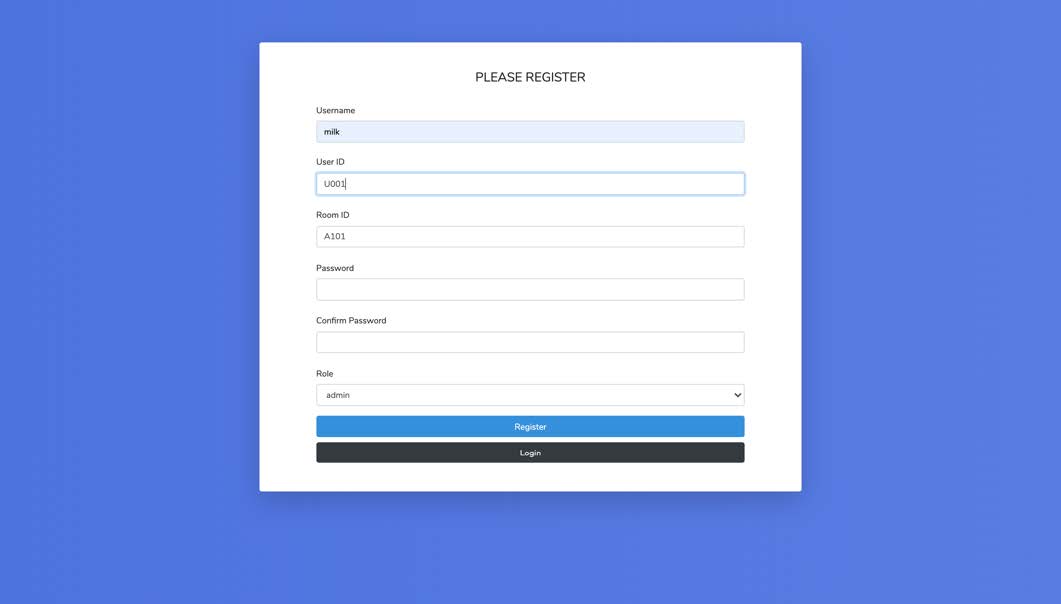 PLEASE REGISTER
Username
milk
User ID
U001
Room ID
A101
Password
Confirm Password
Role
admin
Register
Login